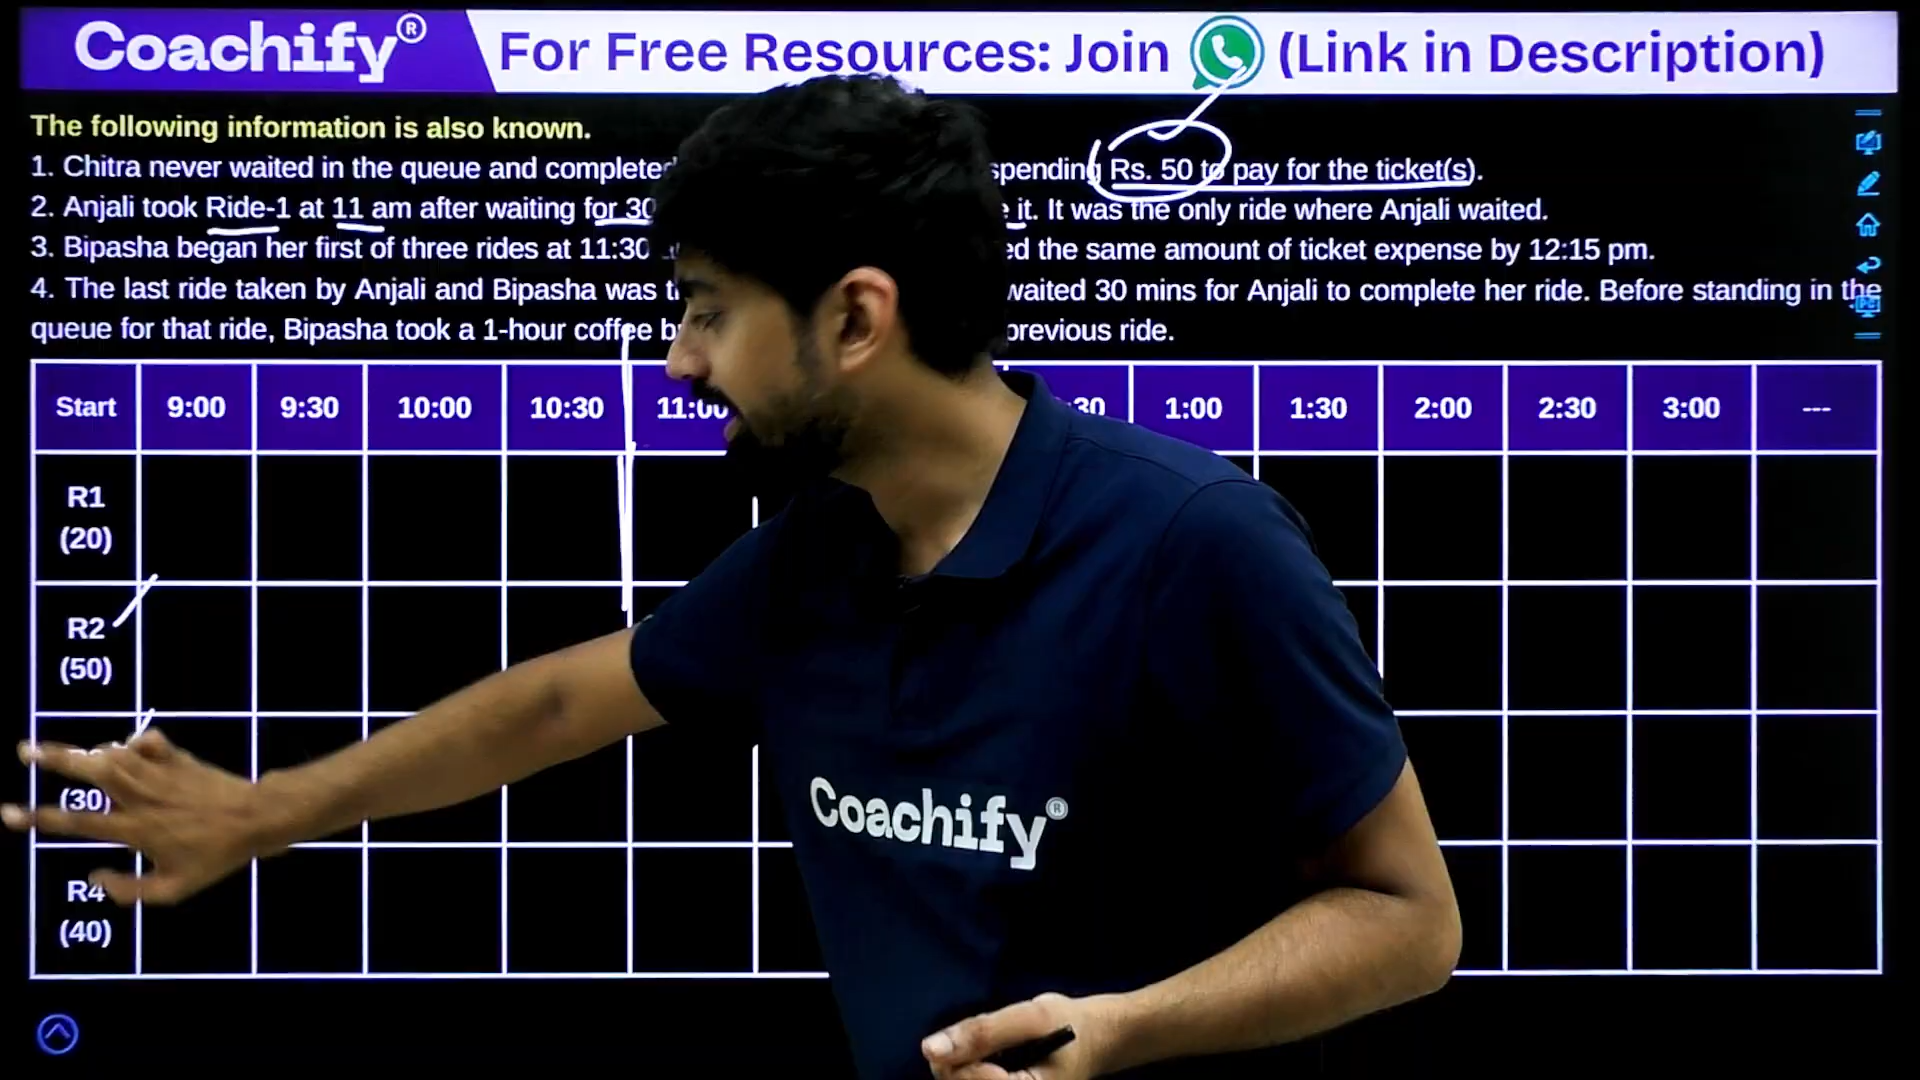 Coachify® For Free Resources: Join (Link in Description)
The following information is also known.
1. Chitra never waited in the queue and completed spending Rs. 50 to pay for the ticket(s).
2. Anjali took Ride-1 at 11 am after waiting for 30 it. It was the only ride where Anjali waited.
3. Bipasha began her first of three rides at 11:30 the same amount of ticket expense by 12:15 pm.
4. The last ride taken by Anjali and Bipasha was waited 30 mins for Anjali to complete her ride. Before standing in the
queue for that ride, Bipasha took a 1-hour coffee previous ride.
Start 9:00 9:30 10:00 10:30 11:00 1:00 1:30 2:00 2:30 3:00 ---
R1
(20)
R2
(50)
(30)
R4
(40)
Coachify®